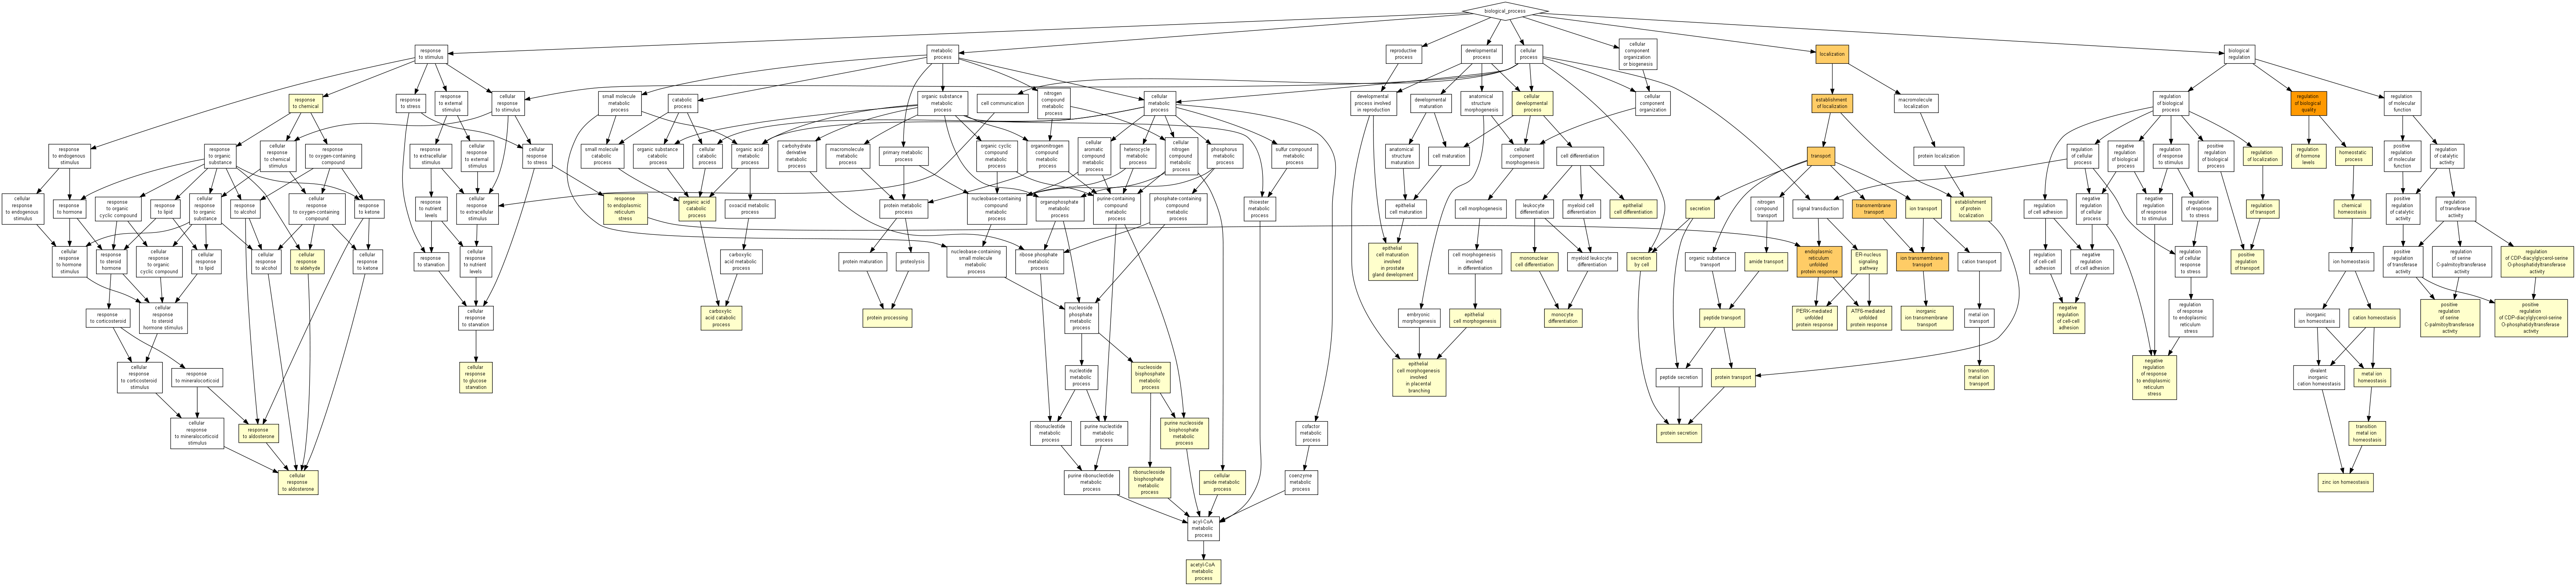 biological_process
response
to stimulus
metabolic
process
reproductive
process
developmental
process
cellular
process
cellular
component
organization
or biogenesis
localization
biological
regulation
response
to chemical
response
to stress
response
to external
stimulus
cellular
response
to stimulus
small molecule
metabolic
process
catabolic
process
organic substance
metabolic
process
cell communication
nitrogen
compound
metabolic
process
cellular
metabolic
process
developmental
process involved
in reproduction
developmental
maturation
anatomical
structure
morphogenesis
cellular
developmental
process
cellular
component
organization
establishment
of localization
macromolecule
localization
regulation
of biological
process
regulation
of biological
quality
regulation
of molecular
function
response
to endogenous
stimulus
response
to organic
substance
cellular
response
to chemical
stimulus
response
to oxygen-containing
compound
response
to extracellular
stimulus
cellular
response
to external
stimulus
cellular
response
to stress
small molecule
catabolic
process
organic substance
catabolic
process
cellular
catabolic
process
organic acid
metabolic
process
carbohydrate
derivative
metabolic
process
macromolecule
metabolic
process
primary metabolic
process
organic cyclic
compound
metabolic
process
organonitrogen
compound
metabolic
process
cellular
aromatic
compound
metabolic
process
heterocycle
metabolic
process
cellular
nitrogen
compound
metabolic
process
phosphorus
metabolic
process
sulfur compound
metabolic
process
anatomical
structure
maturation
cell maturation
cellular
component
morphogenesis
cell differentiation
transport
protein localization
regulation
of cellular
process
negative
regulation
of biological
process
regulation
of response
to stimulus
positive
regulation
of biological
process
regulation
of localization
regulation
of hormone
levels
homeostatic
process
positive
regulation
of molecular
function
regulation
of catalytic
activity
cellular
response
to endogenous
stimulus
response
to hormone
response
to organic
cyclic compound
response
to lipid
cellular
response
to organic
substance
response
to alcohol
cellular
response
to oxygen-containing
compound
response
to ketone
response
to nutrient
levels
cellular
response
to extracellular
stimulus
response
to endoplasmic
reticulum
stress
organic acid
catabolic
process
oxoacid metabolic
process
protein metabolic
process
nucleobase-containing
compound
metabolic
process
organophosphate
metabolic
process
purine-containing
compound
metabolic
process
phosphate-containing
compound
metabolic
process
thioester
metabolic
process
epithelial
cell maturation
cell morphogenesis
leukocyte
differentiation
myeloid cell
differentiation
epithelial
cell differentiation
secretion
nitrogen
compound
transport
signal transduction
transmembrane
transport
ion transport
establishment
of protein
localization
regulation
of cell adhesion
negative
regulation
of cellular
process
negative
regulation
of response
to stimulus
regulation
of response
to stress
regulation
of transport
chemical
homeostasis
positive
regulation
of catalytic
activity
regulation
of transferase
activity
cellular
response
to hormone
stimulus
response
to steroid
hormone
cellular
response
to organic
cyclic compound
cellular
response
to lipid
cellular
response
to alcohol
cellular
response
to aldehyde
cellular
response
to ketone
response
to starvation
cellular
response
to nutrient
levels
carboxylic
acid metabolic
process
protein maturation
proteolysis
nucleobase-containing
small molecule
metabolic
process
ribose phosphate
metabolic
process
epithelial
cell maturation
involved
in prostate
gland development
cell morphogenesis
involved
in differentiation
mononuclear
cell differentiation
myeloid leukocyte
differentiation
secretion
by cell
organic substance
transport
amide transport
endoplasmic
reticulum
unfolded
protein response
ER-nucleus
signaling
pathway
ion transmembrane
transport
cation transport
regulation
of cell-cell
adhesion
negative
regulation
of cell adhesion
regulation
of cellular
response
to stress
positive
regulation
of transport
ion homeostasis
positive
regulation
of transferase
activity
regulation
of serine
C-palmitoyltransferase
activity
regulation
of CDP-diacylglycerol-serine
O-phosphatidyltransferase
activity
response
to corticosteroid
cellular
response
to steroid
hormone stimulus
cellular
response
to starvation
carboxylic
acid catabolic
process
protein processing
nucleoside
phosphate
metabolic
process
embryonic
morphogenesis
epithelial
cell morphogenesis
monocyte
differentiation
peptide transport
PERK-mediated
unfolded
protein response
ATF6-mediated
unfolded
protein response
inorganic
ion transmembrane
transport
metal ion
transport
negative
regulation
of cell-cell
adhesion
regulation
of response
to endoplasmic
reticulum
stress
inorganic
ion homeostasis
cation homeostasis
positive
regulation
of serine
C-palmitoyltransferase
activity
positive
regulation
of CDP-diacylglycerol-serine
O-phosphatidyltransferase
activity
cellular
response
to corticosteroid
stimulus
response
to mineralocorticoid
cellular
response
to glucose
starvation
nucleotide
metabolic
process
nucleoside
bisphosphate
metabolic
process
epithelial
cell morphogenesis
involved
in placental
branching
peptide secretion
protein transport
transition
metal ion
transport
negative
regulation
of response
to endoplasmic
reticulum
stress
divalent
inorganic
cation homeostasis
metal ion
homeostasis
cellular
response
to mineralocorticoid
stimulus
response
to aldosterone
ribonucleotide
metabolic
process
purine nucleotide
metabolic
process
purine nucleoside
bisphosphate
metabolic
process
cofactor
metabolic
process
protein secretion
transition
metal ion
homeostasis
cellular
response
to aldosterone
purine ribonucleotide
metabolic
process
ribonucleoside
bisphosphate
metabolic
process
cellular
amide metabolic
process
coenzyme
metabolic
process
zinc ion homeostasis
acyl-CoA
metabolic
process
acetyl-CoA
metabolic
process